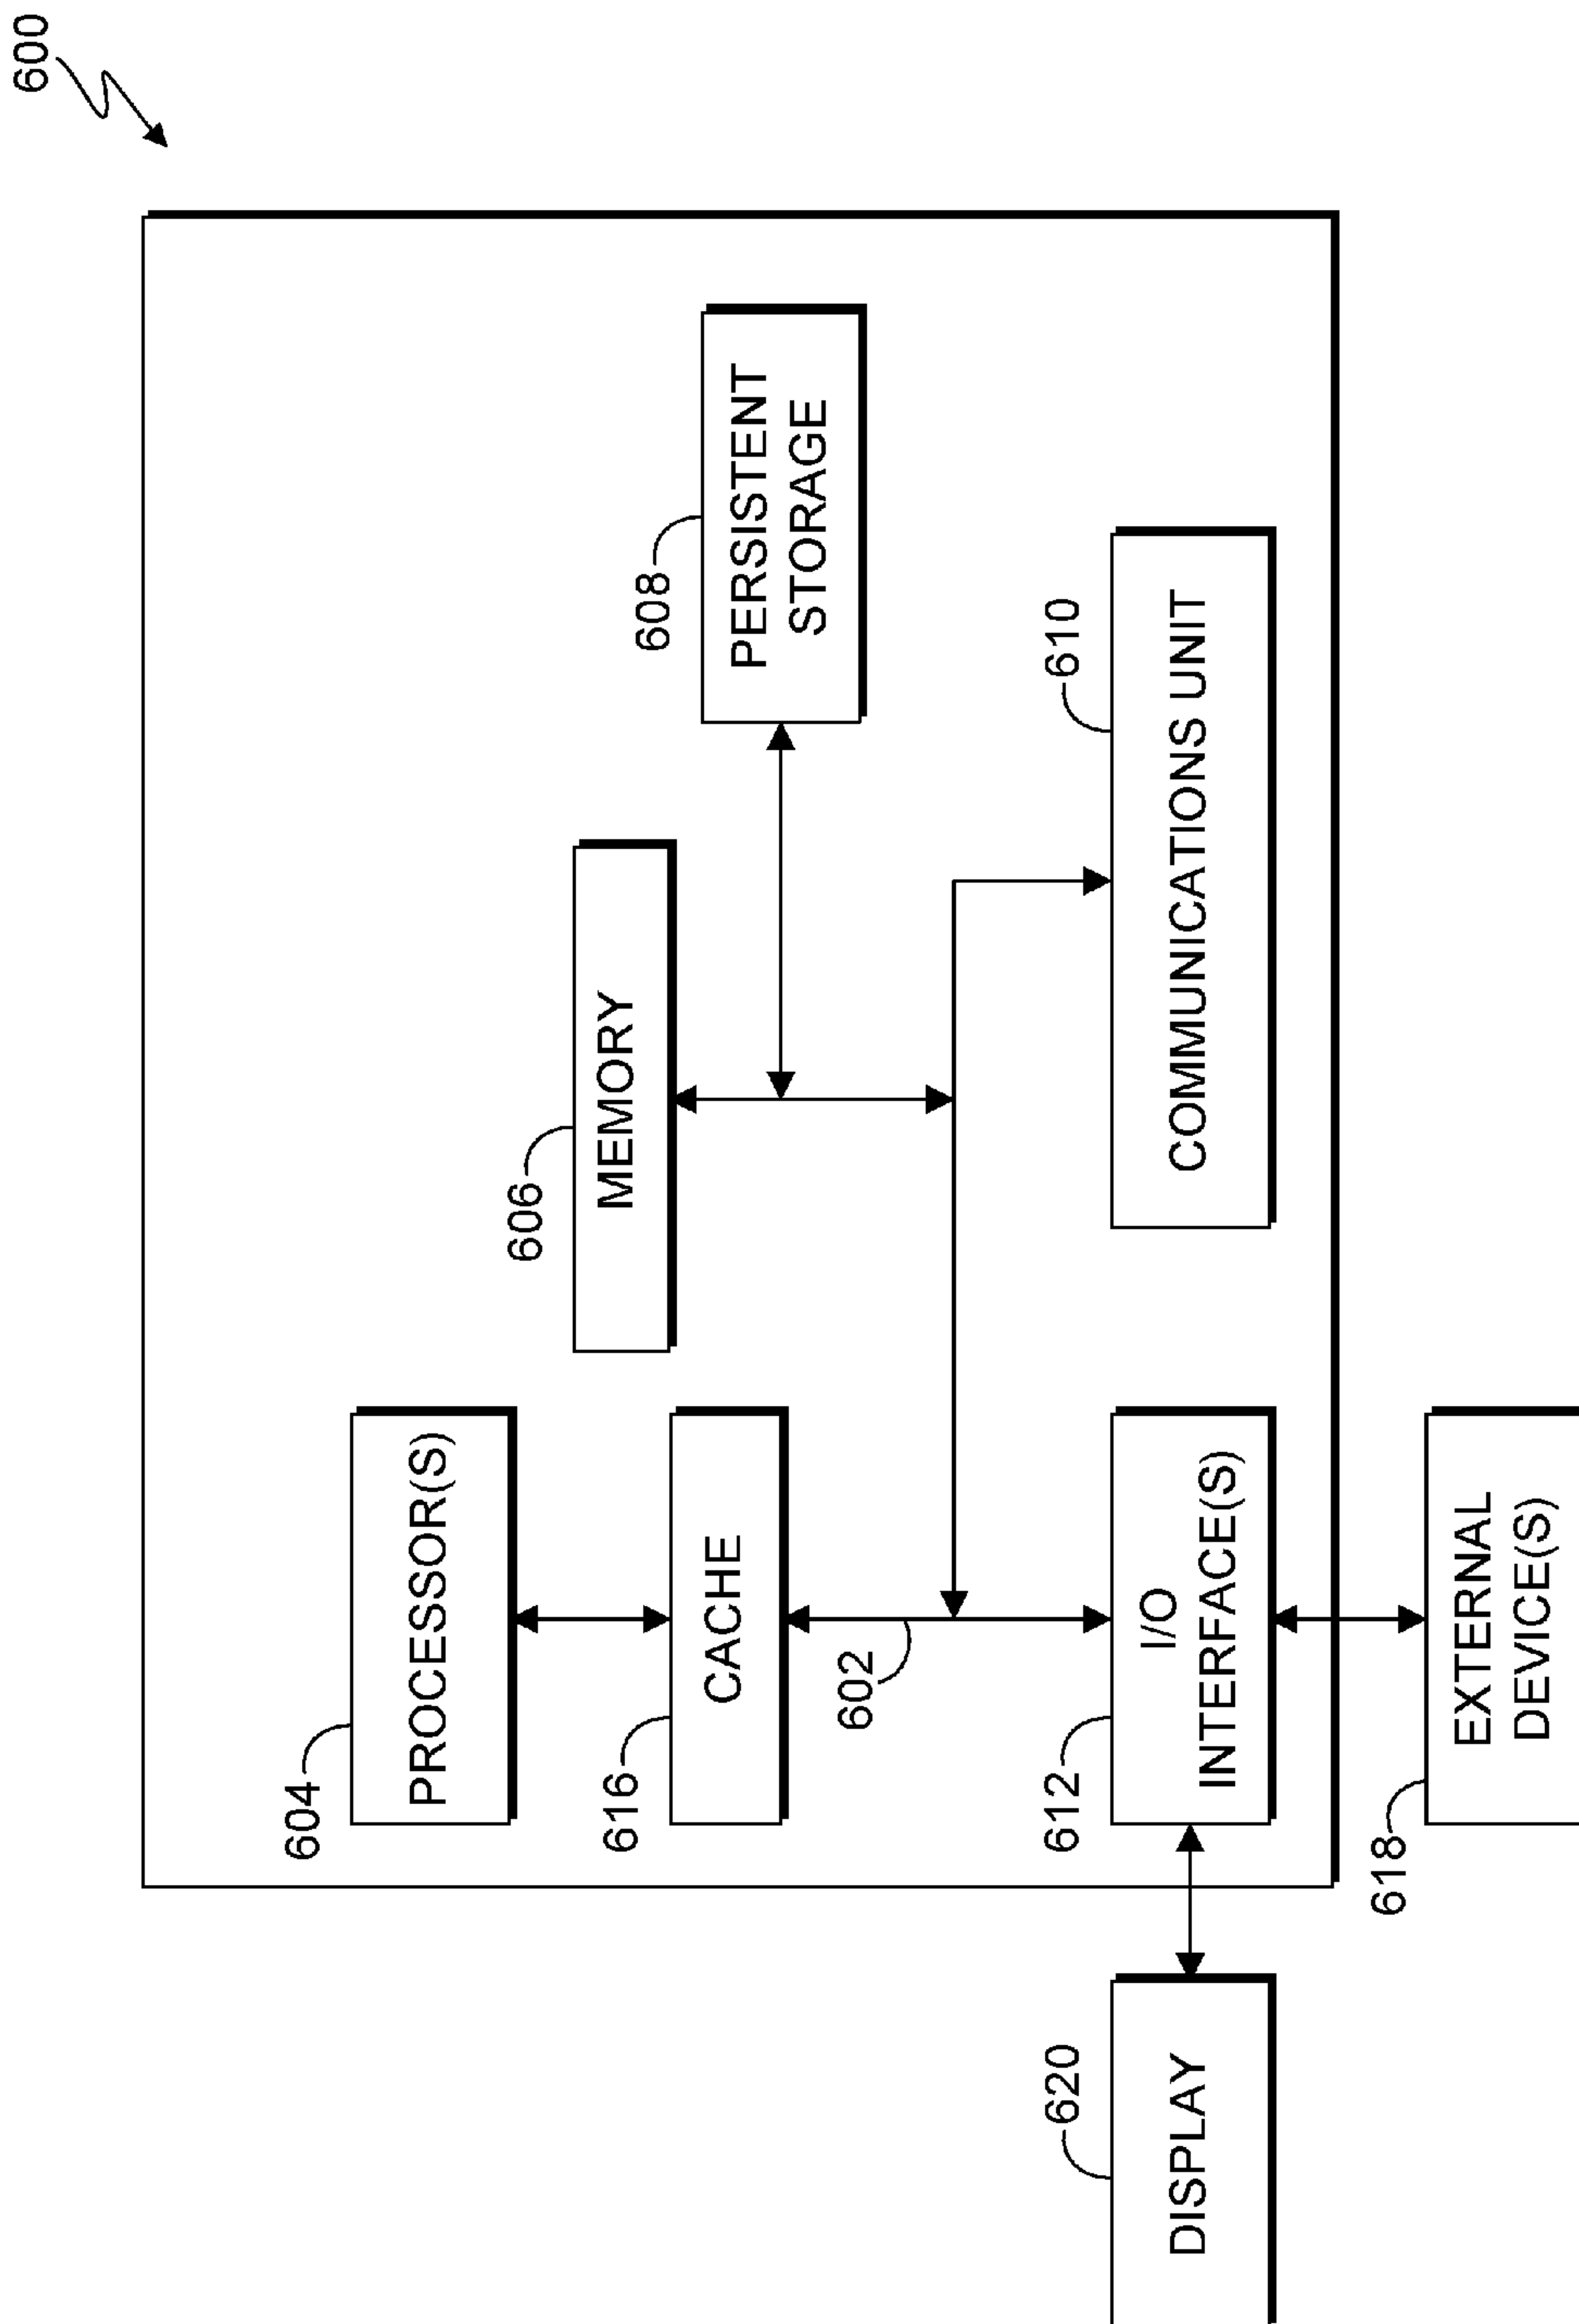 600
604
PROCESSOR(S)
606
MEMORY
616
CACHE
608
PERSISTENT
STORAGE
602
620
DISPLAY
612
I/O
INTERFACE(S)
610
COMMUNICATIONS UNIT
618
EXTERNAL
DEVICE(S)